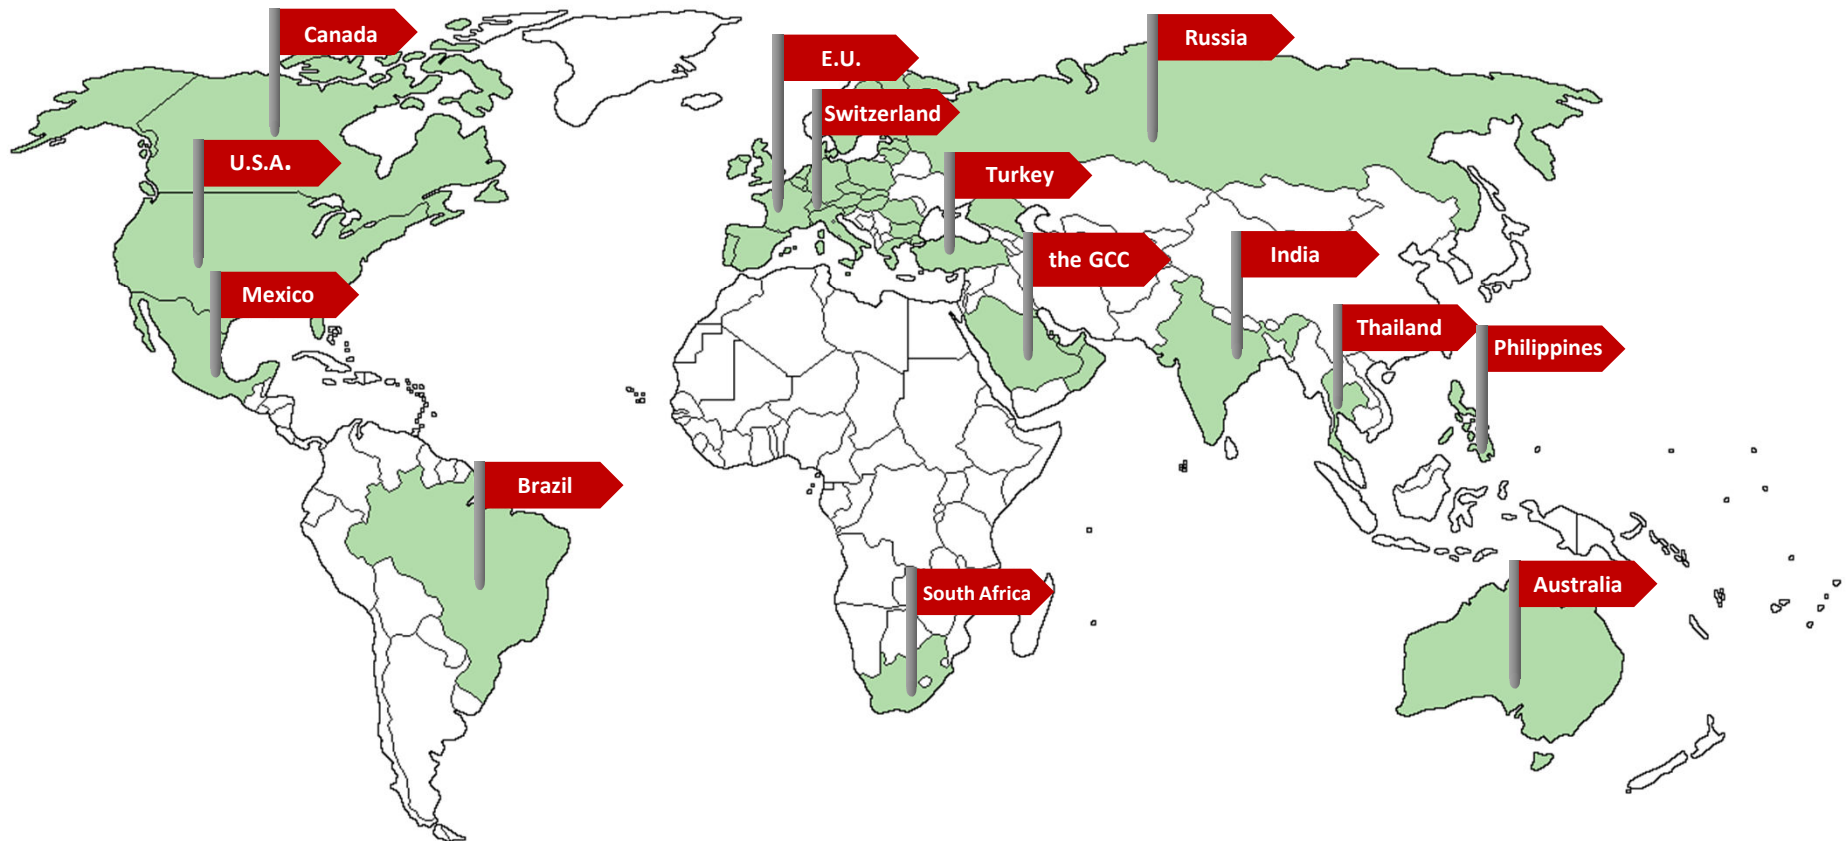 Canada
Russia
E.U.
Switzerland
U.S.A.
Turkey
the GCC
India
Mexico
Thailand
Philippines
Brazil
South Africa
Australia